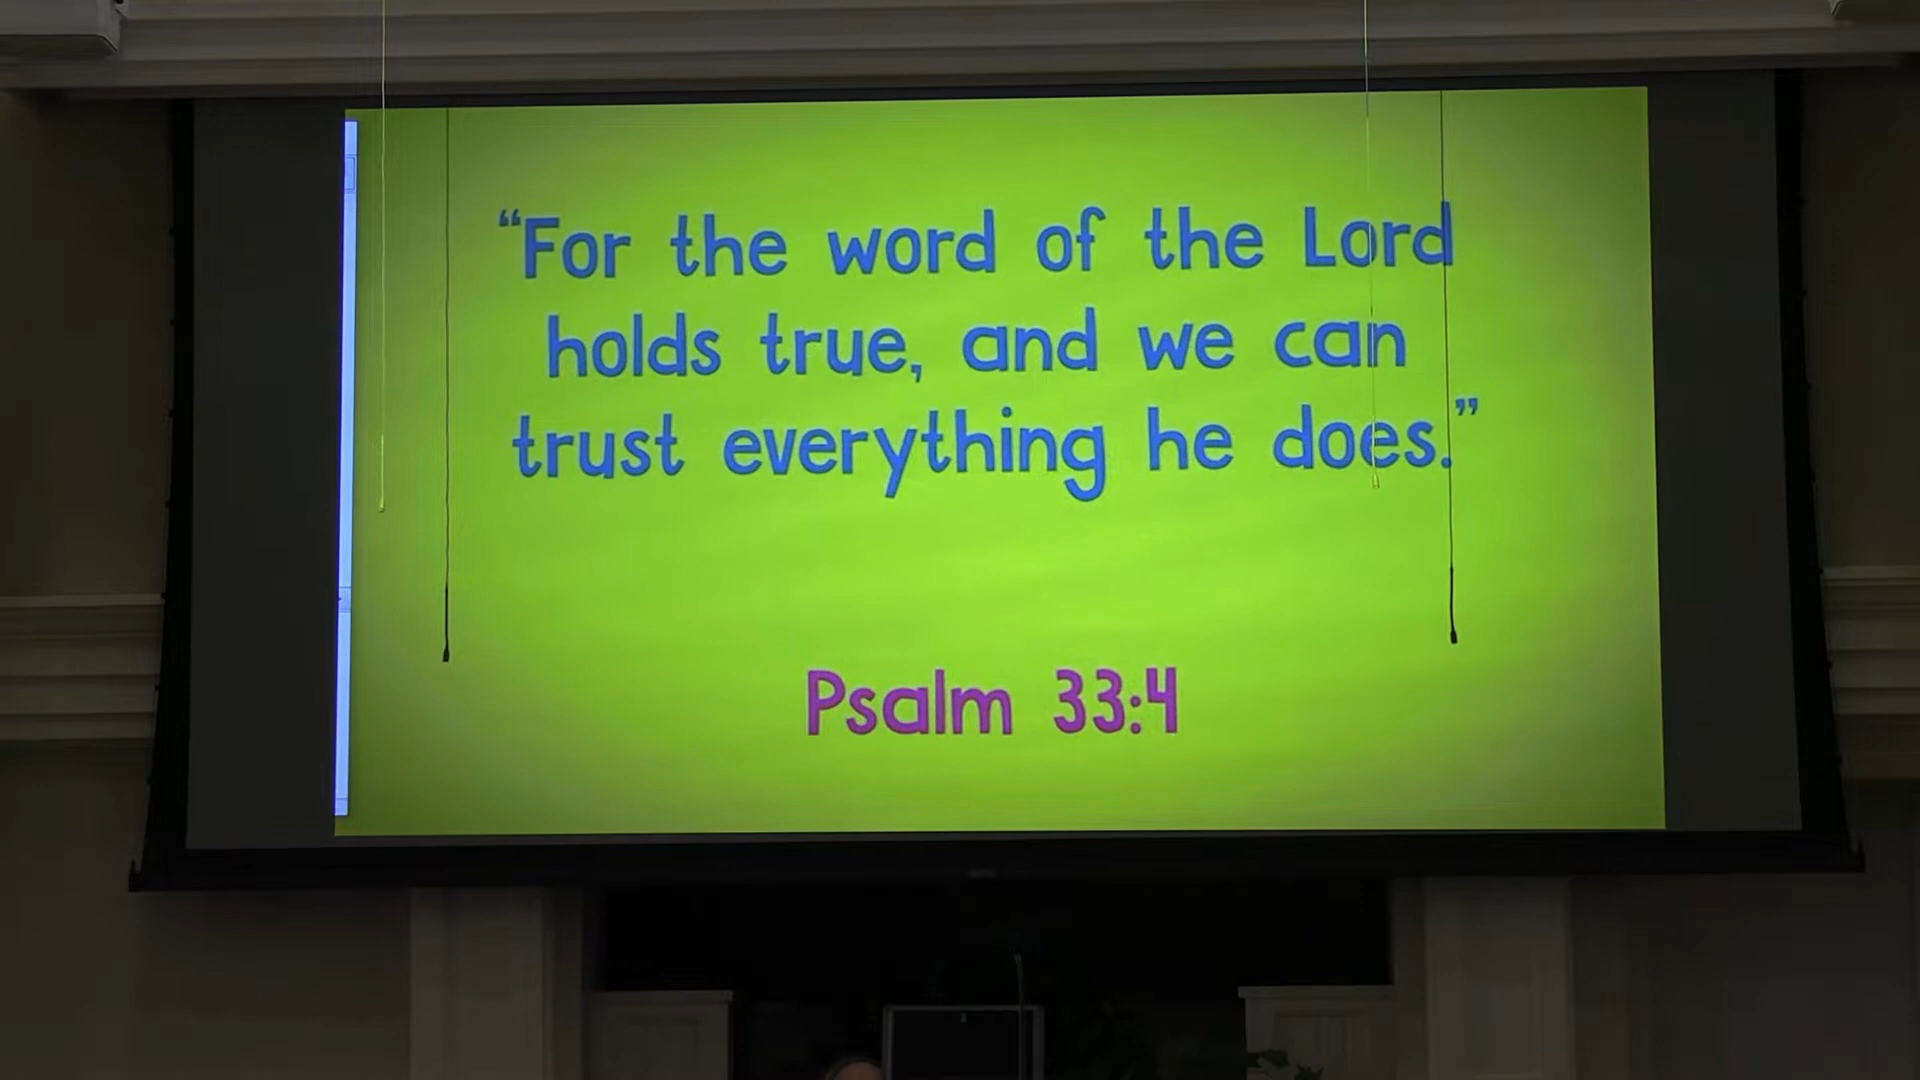 “For the word of the Lord
holds true, and we can
trust everything he does.”
Psalm 33:4